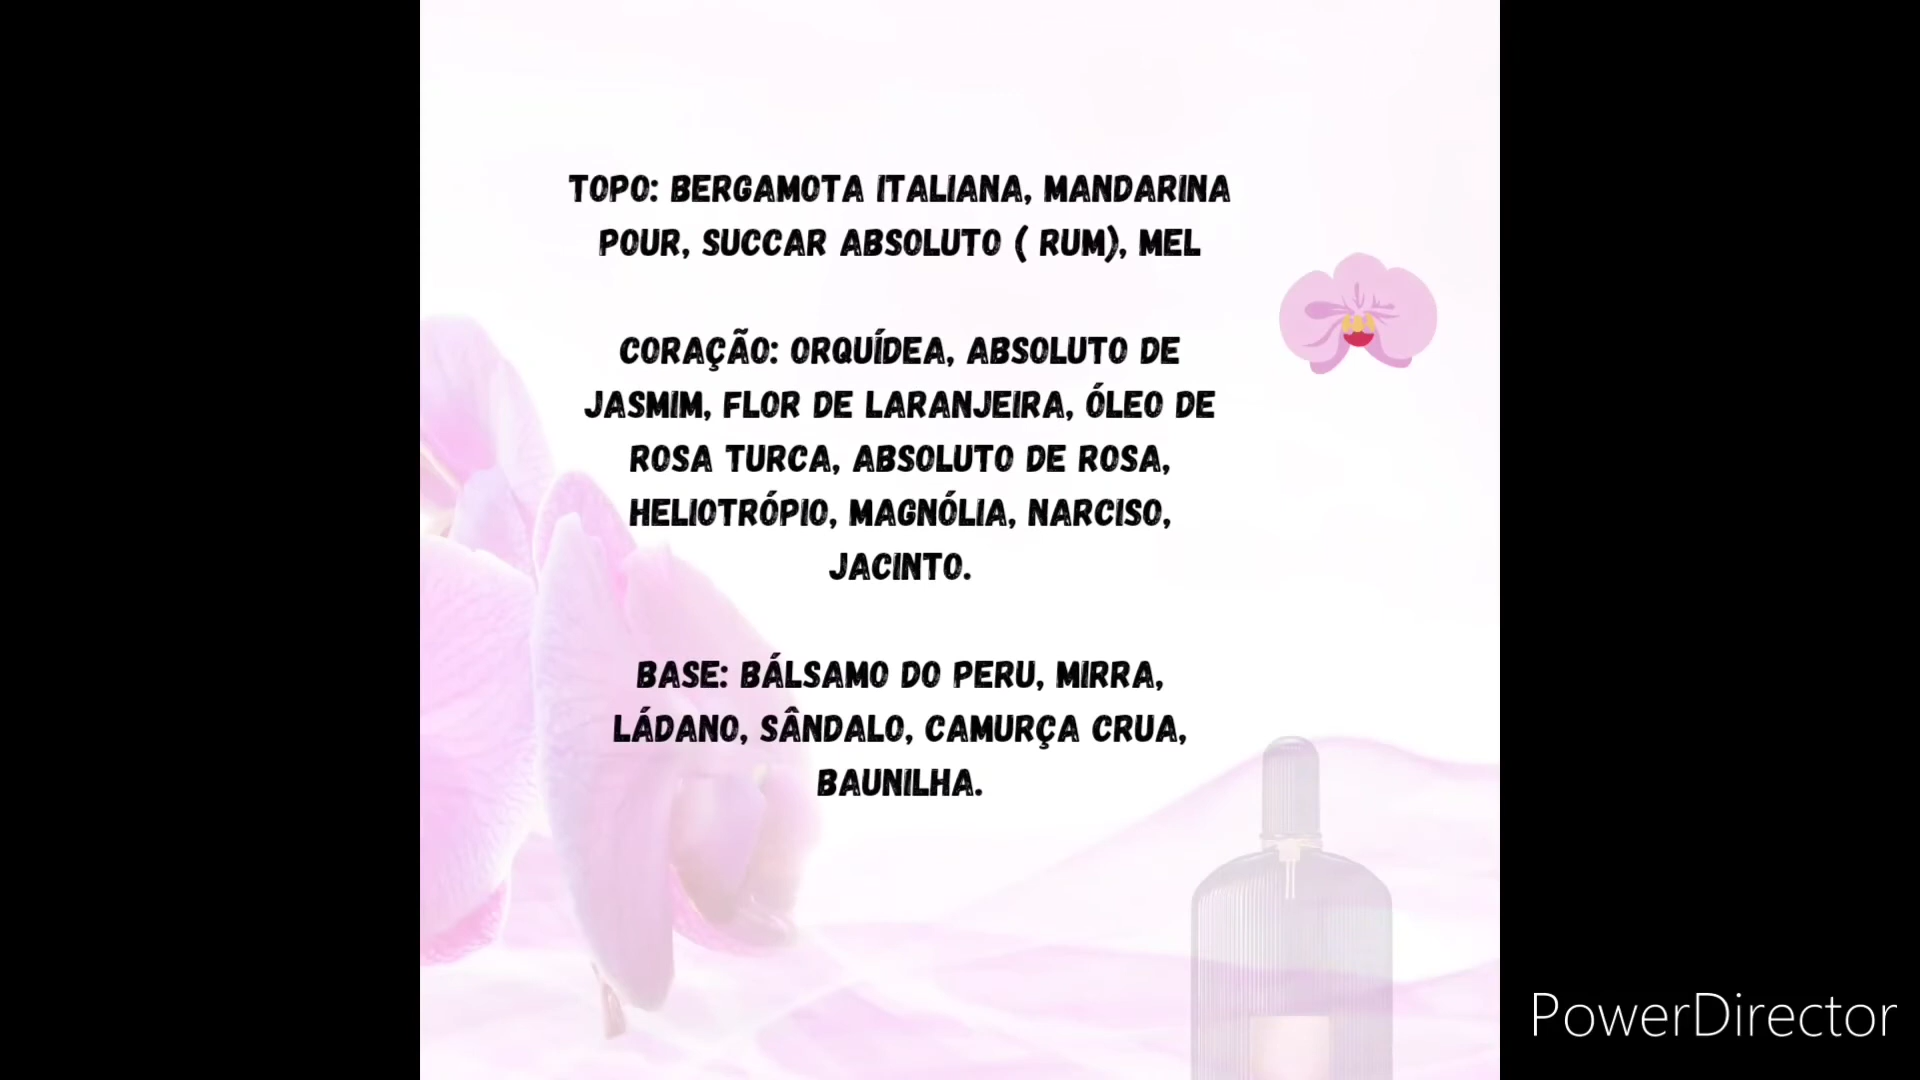 TOPO: BERGAMOTA ITALIANA, MANDARINA
POUR, SUCCAR ABSOLUTO ( RUM), MEL
CORAÇÃO: ORQUÍDEA, ABSOLUTO DE
JASMIM, FLOR DE LARANJEIRA, ÓLEO DE
ROSA TURCA, ABSOLUTO DE ROSA,
HELIOTRÓPIO, MAGNÓLIA, NARCISO,
JACINTO.
BASE: BÁLSAMO DO PERU, MIRRA,
LÁDANO, SÂNDALO, CAMURÇA CRUA,
BAUNILHA.
PowerDirector